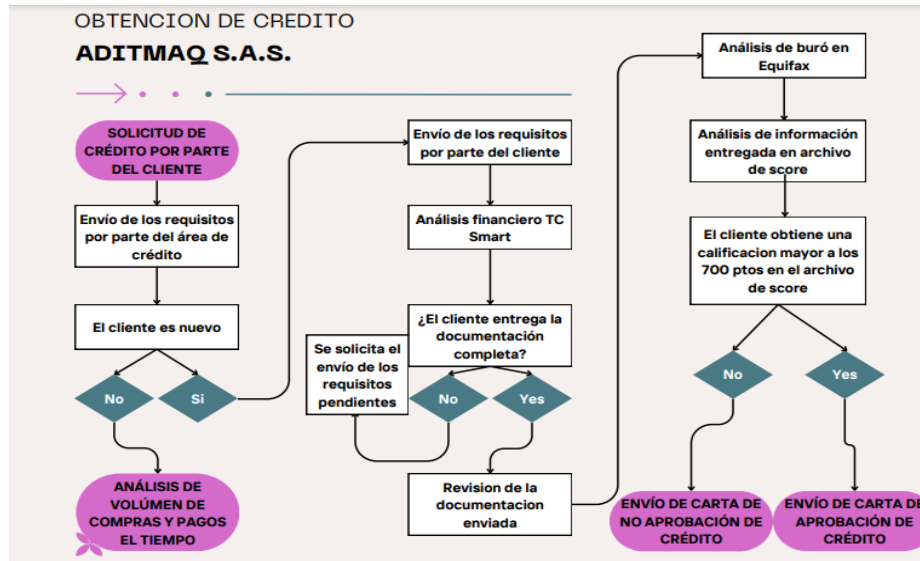 OBTENCION DE CREDITO
ADITMAQ S.A.S.
SOLICITUD DE
CRÉDITO POR PARTE
DEL CLIENTE
Envío de los requisitos
por parte del área de
crédito
El cliente es nuevo
No
Si
ANÁLISIS DE
VOLÚMEN DE
COMPRAS Y PAGOS
EL TIEMPO
Envío de los requisitos
por parte del cliente
Análisis financiero TC
Smart
¿El cliente entrega la
documentación
completa?
Se solicita el
envío de los
requisitos
pendientes
No
Yes
Revision de la
documentacion
enviada
Análisis de buró en
Equifax
Análisis de información
entregada en archivo
de score
El cliente obtiene una
calificacion mayor a los
700 ptos en el archivo
de score
No
Yes
ENVÍO DE CARTA DE
NO APROBACIÓN DE
CRÉDITO
ENVÍO DE CARTA DE
APROBACIÓN DE
CRÉDITO